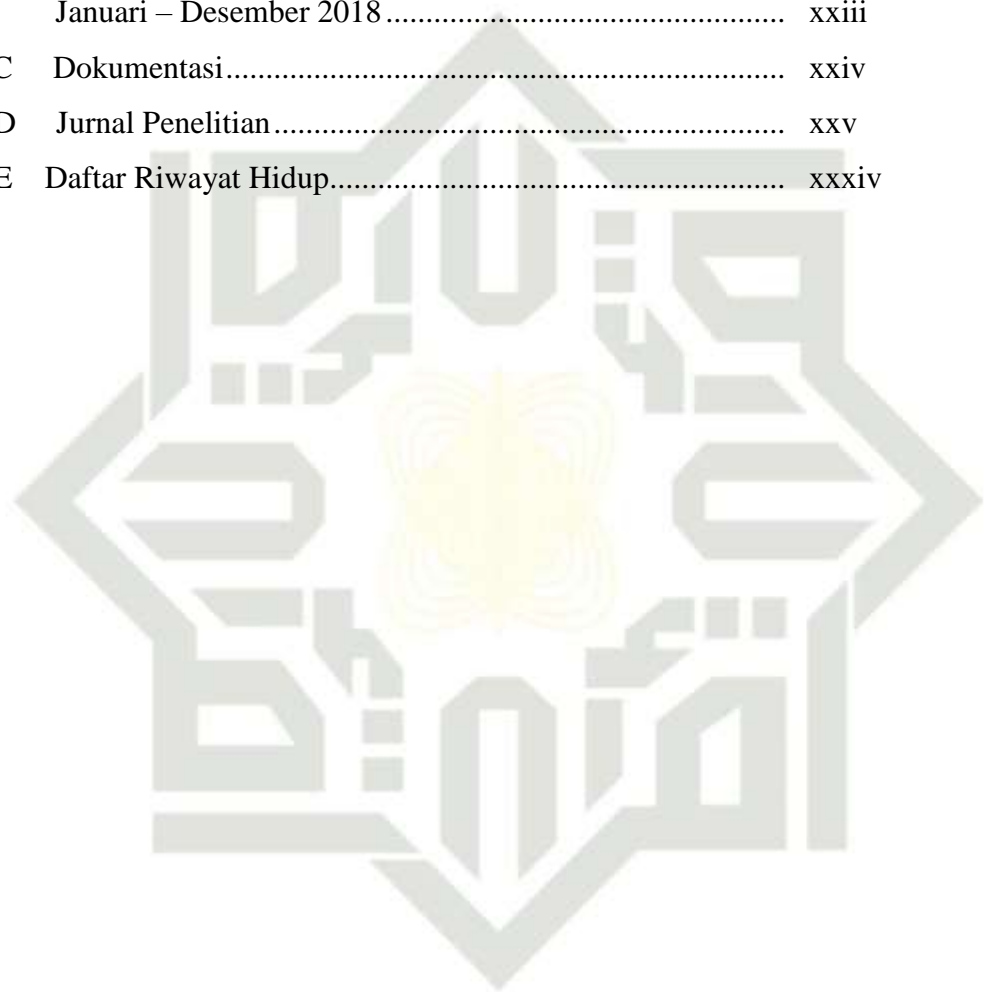 Januari – Desember 2018 .................................................. xxiii
C Dokumentasi ...................................................................... xxiv
D Jurnal Penelitian ................................................................ xxv
E Daftar Riwayat Hidup ......................................................... xxxiv